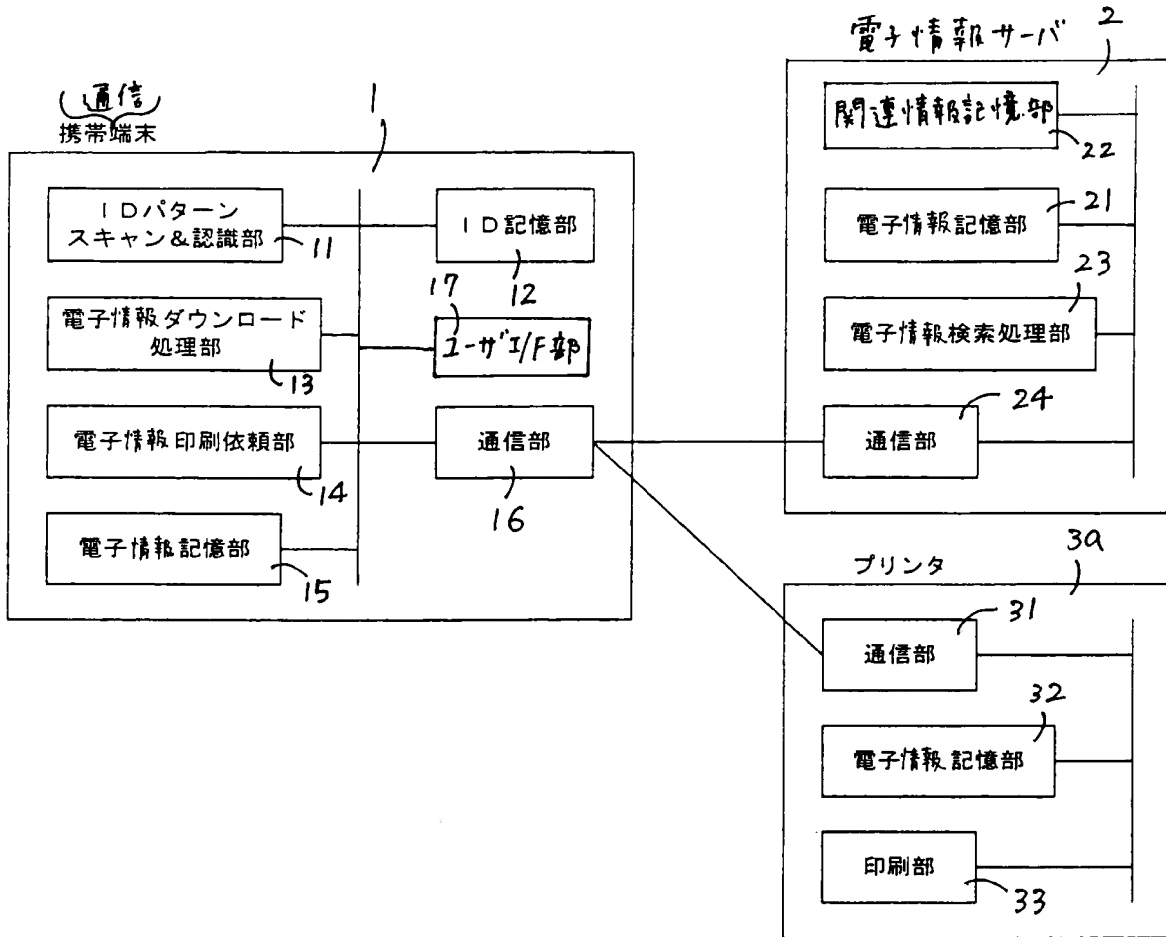 電子情報サーバ
2
関連情報記憶部
22
電子情報記憶部
21
電子情報検索処理部
23
通信部
24
通信
携帯端末
1
IDパターン
スキャン&認識部
11
ID記憶部
12
電子情報ダウンロード
処理部
13
ユーザI/F部
17
電子情報印刷依頼部
14
通信部
16
電子情報記憶部
15
プリンタ
3a
通信部
31
電子情報記憶部
32
印刷部
33